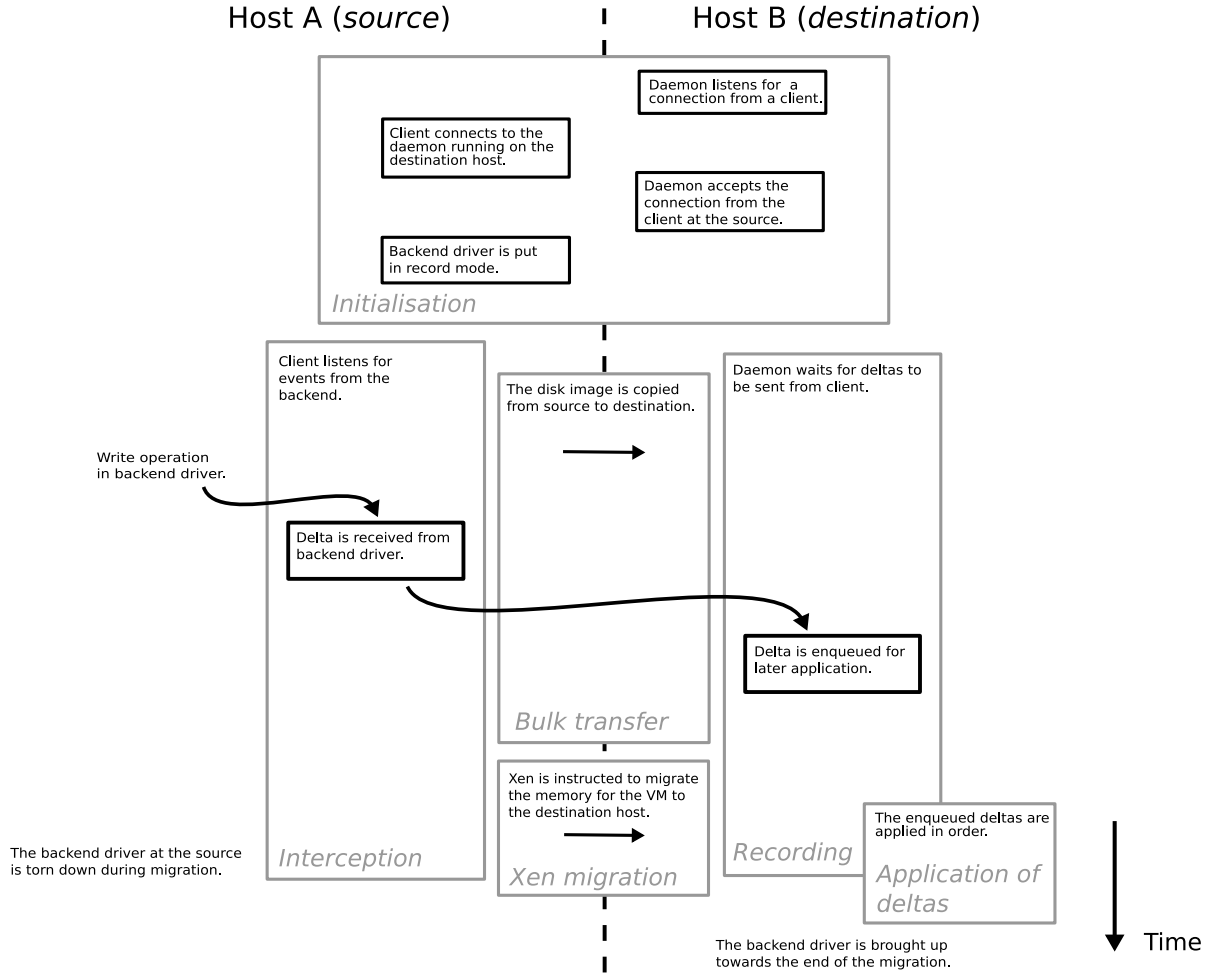 Host A (source)
Host B (destination)
Daemon listens for a
connection from a client.
Client connects to the
daemon running on the
destination host.
Daemon accepts the
connection from the
client at the source.
Backend driver is put
in record mode.
Initialisation
Client listens for
events from the
backend.
The disk image is copied
from source to destination.
Daemon waits for deltas to
be sent from client.
Write operation
in backend driver.
Delta is received from
backend driver.
Delta is enqueued for
later application.
Bulk transfer
Xen is instructed to migrate
the memory for the VM to
the destination host.
The enqueued deltas are
applied in order.
The backend driver at the source
is torn down during migration.
Interception
Xen migration
Recording
Application of
deltas
The backend driver is brought up
towards the end of the migration.
Time